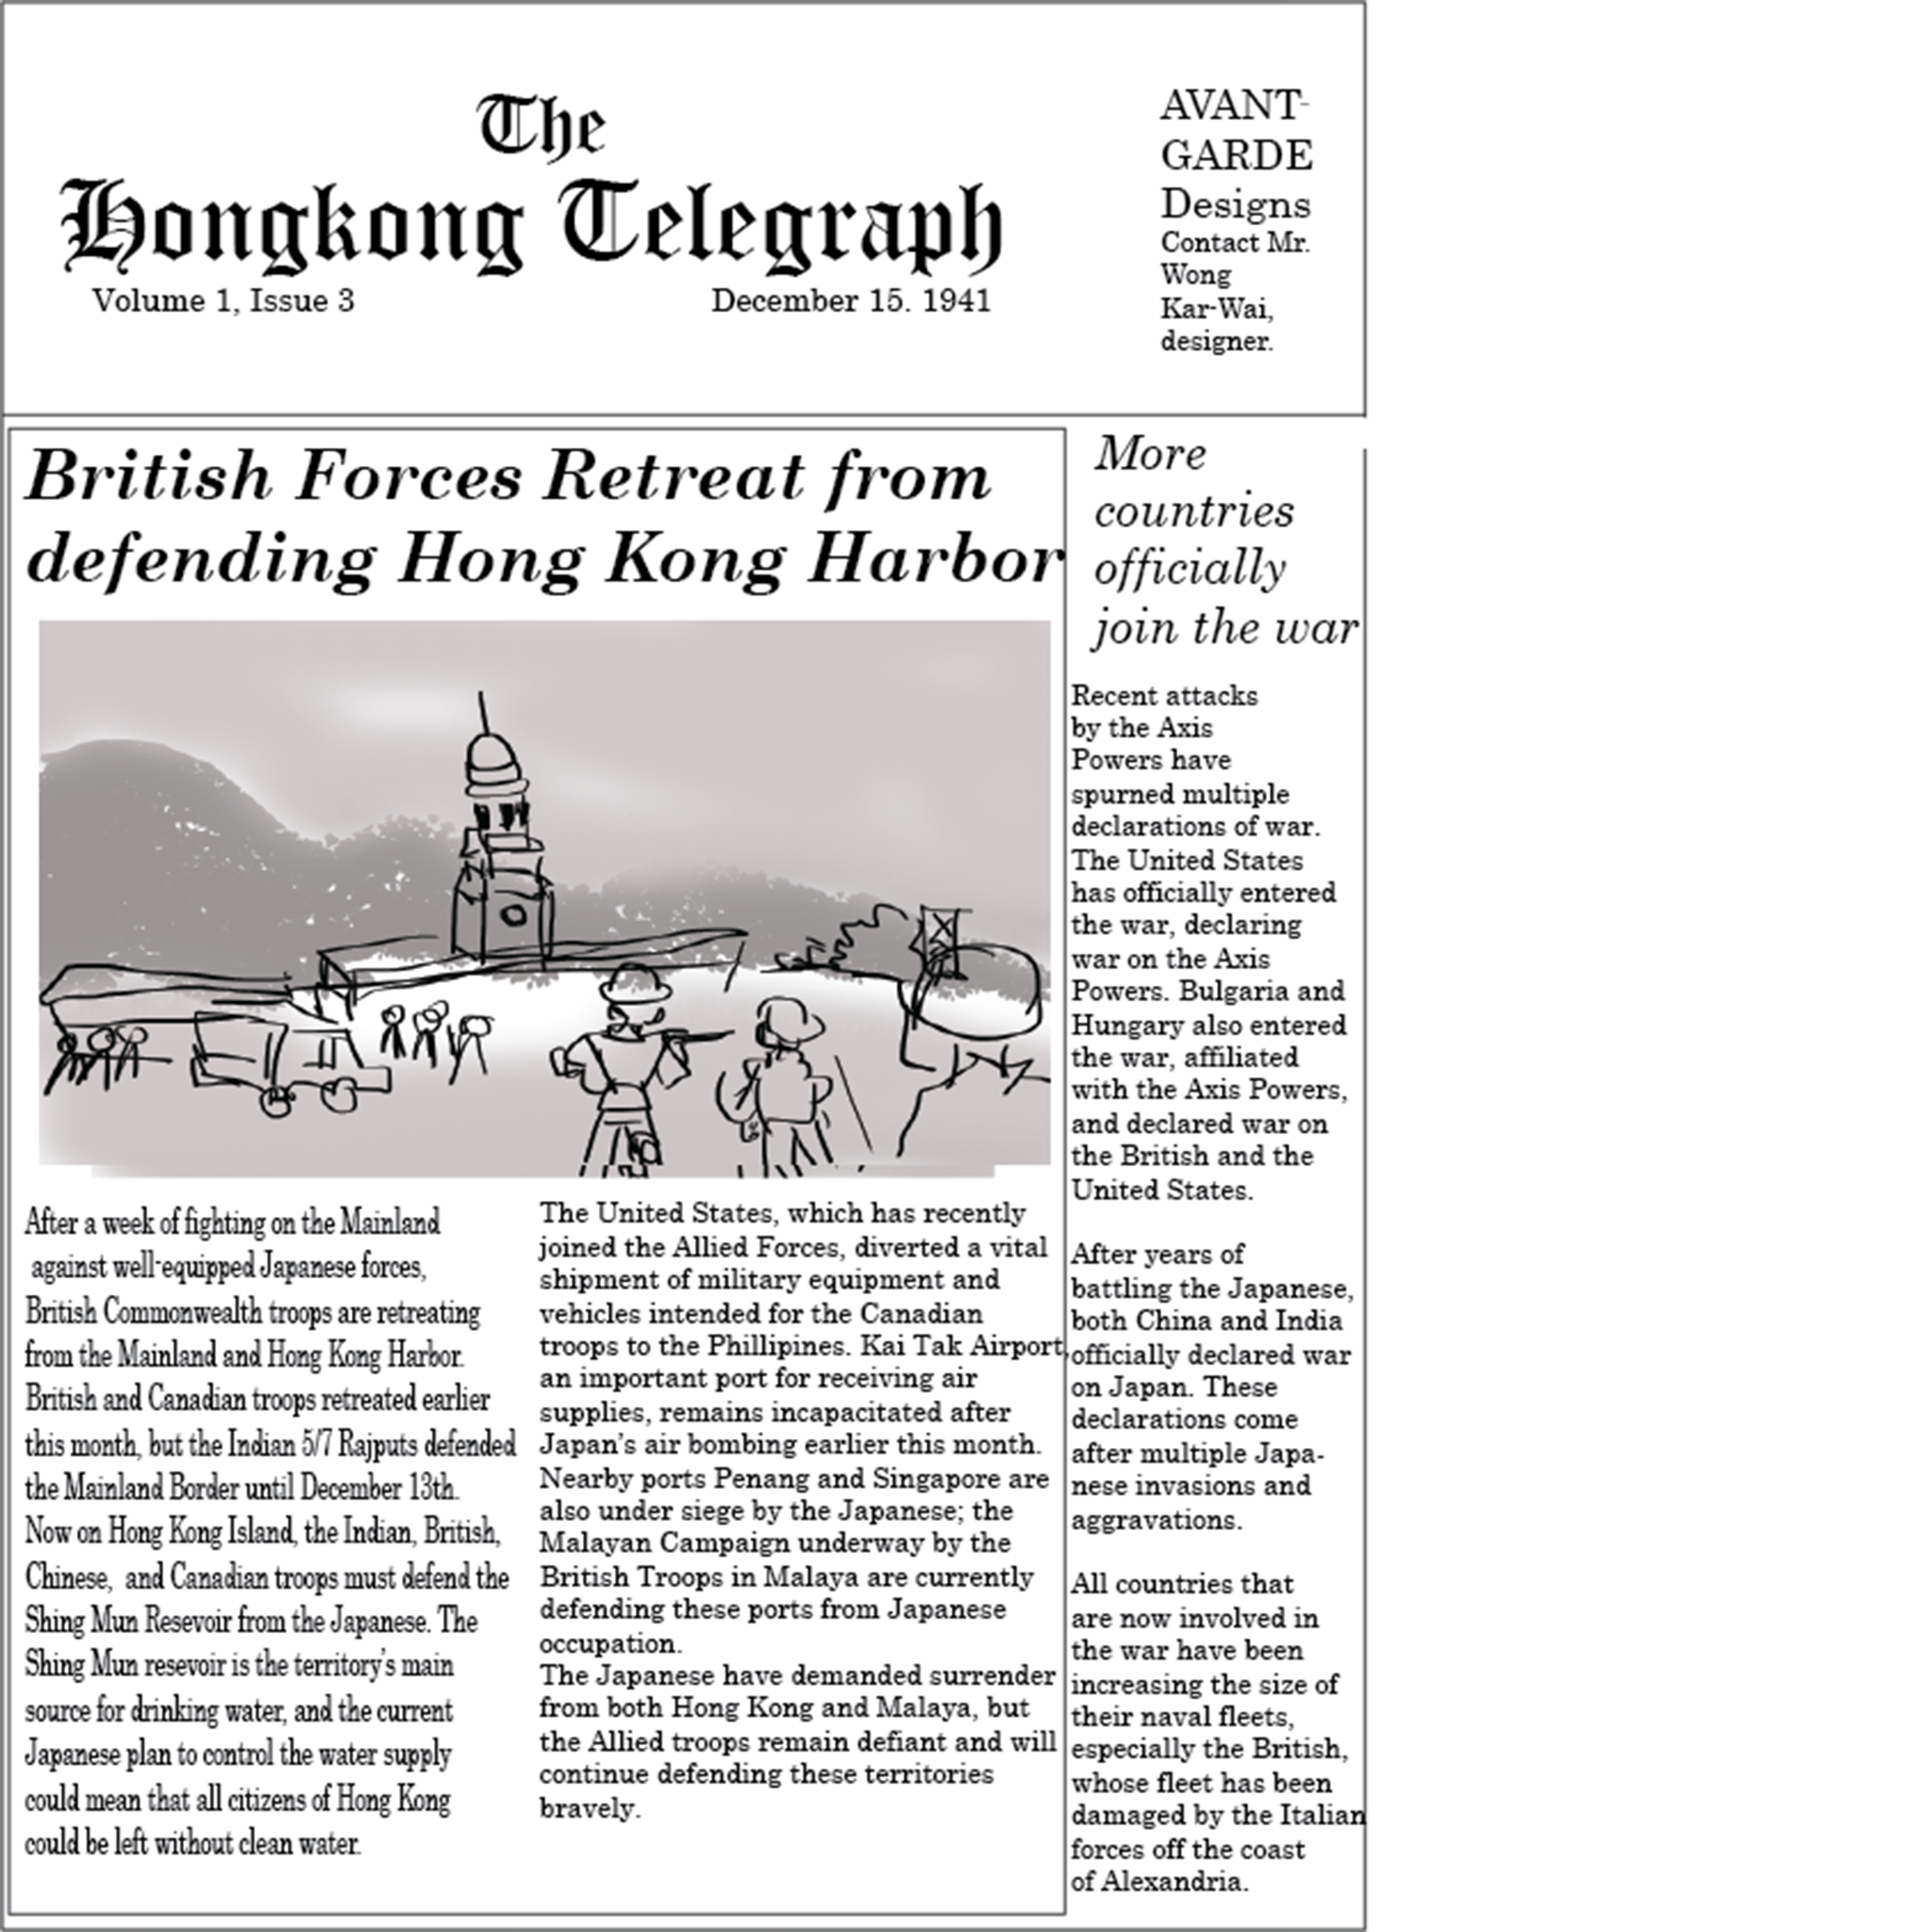 The
Hongkong Telegraph
Volume 1, Issue 3
December 15. 1941
AVANT-
GARDE
Designs
Contact Mr.
Wong
Kar-Wai,
designer.
British Forces Retreat from
defending Hong Kong Harbor
After a week of fighting on the Mainland
against well-equipped Japanese forces,
British Commonwealth troops are retreating
from the Mainland and Hong Kong Harbor.
British and Canadian troops retreated earlier
this month, but the Indian 5/7 Rajputs defended
the Mainland Border until December 13th.
Now on Hong Kong Island, the Indian, British,
Chinese, and Canadian troops must defend the
Shing Mun Resevoir from the Japanese. The
Shing Mun resevoir is the territory's main
source for drinking water, and the current
Japanese plan to control the water supply
could mean that all citizens of Hong Kong
could be left without clean water.
The United States, which has recently
joined the Allied Forces, diverted a vital
shipment of military equipment and
vehicles intended for the Canadian
troops to the Phillipines. Kai Tak Airport,
an important port for receiving air
supplies, remains incapacitated after
Japan's air bombing earlier this month.
Nearby ports Penang and Singapore are
also under siege by the Japanese; the
Malayan Campaign underway by the
British Troops in Malaya are currently
defending these ports from Japanese
occupation.
The Japanese have demanded surrender
from both Hong Kong and Malaya, but
the Allied troops remain defiant and will
continue defending these territories
bravely.
More
countries
officially
join the war
Recent attacks
by the Axis
Powers have
spurned multiple
declarations of war.
The United States
has officially entered
the war, declaring
war on the Axis
Powers. Bulgaria and
Hungary also entered
the war, affiliated
with the Axis Powers,
and declared war on
the British and the
United States.
After years of
battling the Japanese,
both China and India
officially declared war
on Japan. These
declarations come
after multiple Japa-
nese invasions and
aggravations.
All countries that
are now involved in
the war have been
increasing the size of
their naval fleets,
especially the British,
whose fleet has been
damaged by the Italian
forces off the coast
of Alexandria.